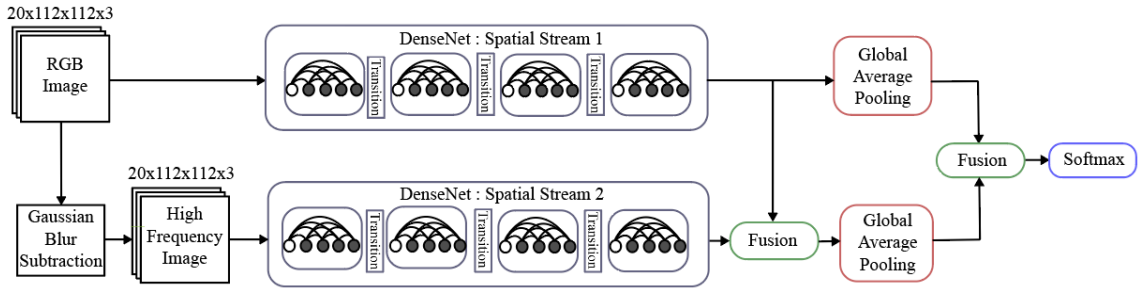 20x112x112x3
RGB
Image
DenseNet : Spatial Stream 1
Transition
Transition
Transition
Global
Average
Pooling
Fusion
Softmax
20x112x112x3
Gaussian
Blur
Subtraction
High
Frequency
Image
DenseNet : Spatial Stream 2
Transition
Transition
Transition
Fusion
Global
Average
Pooling